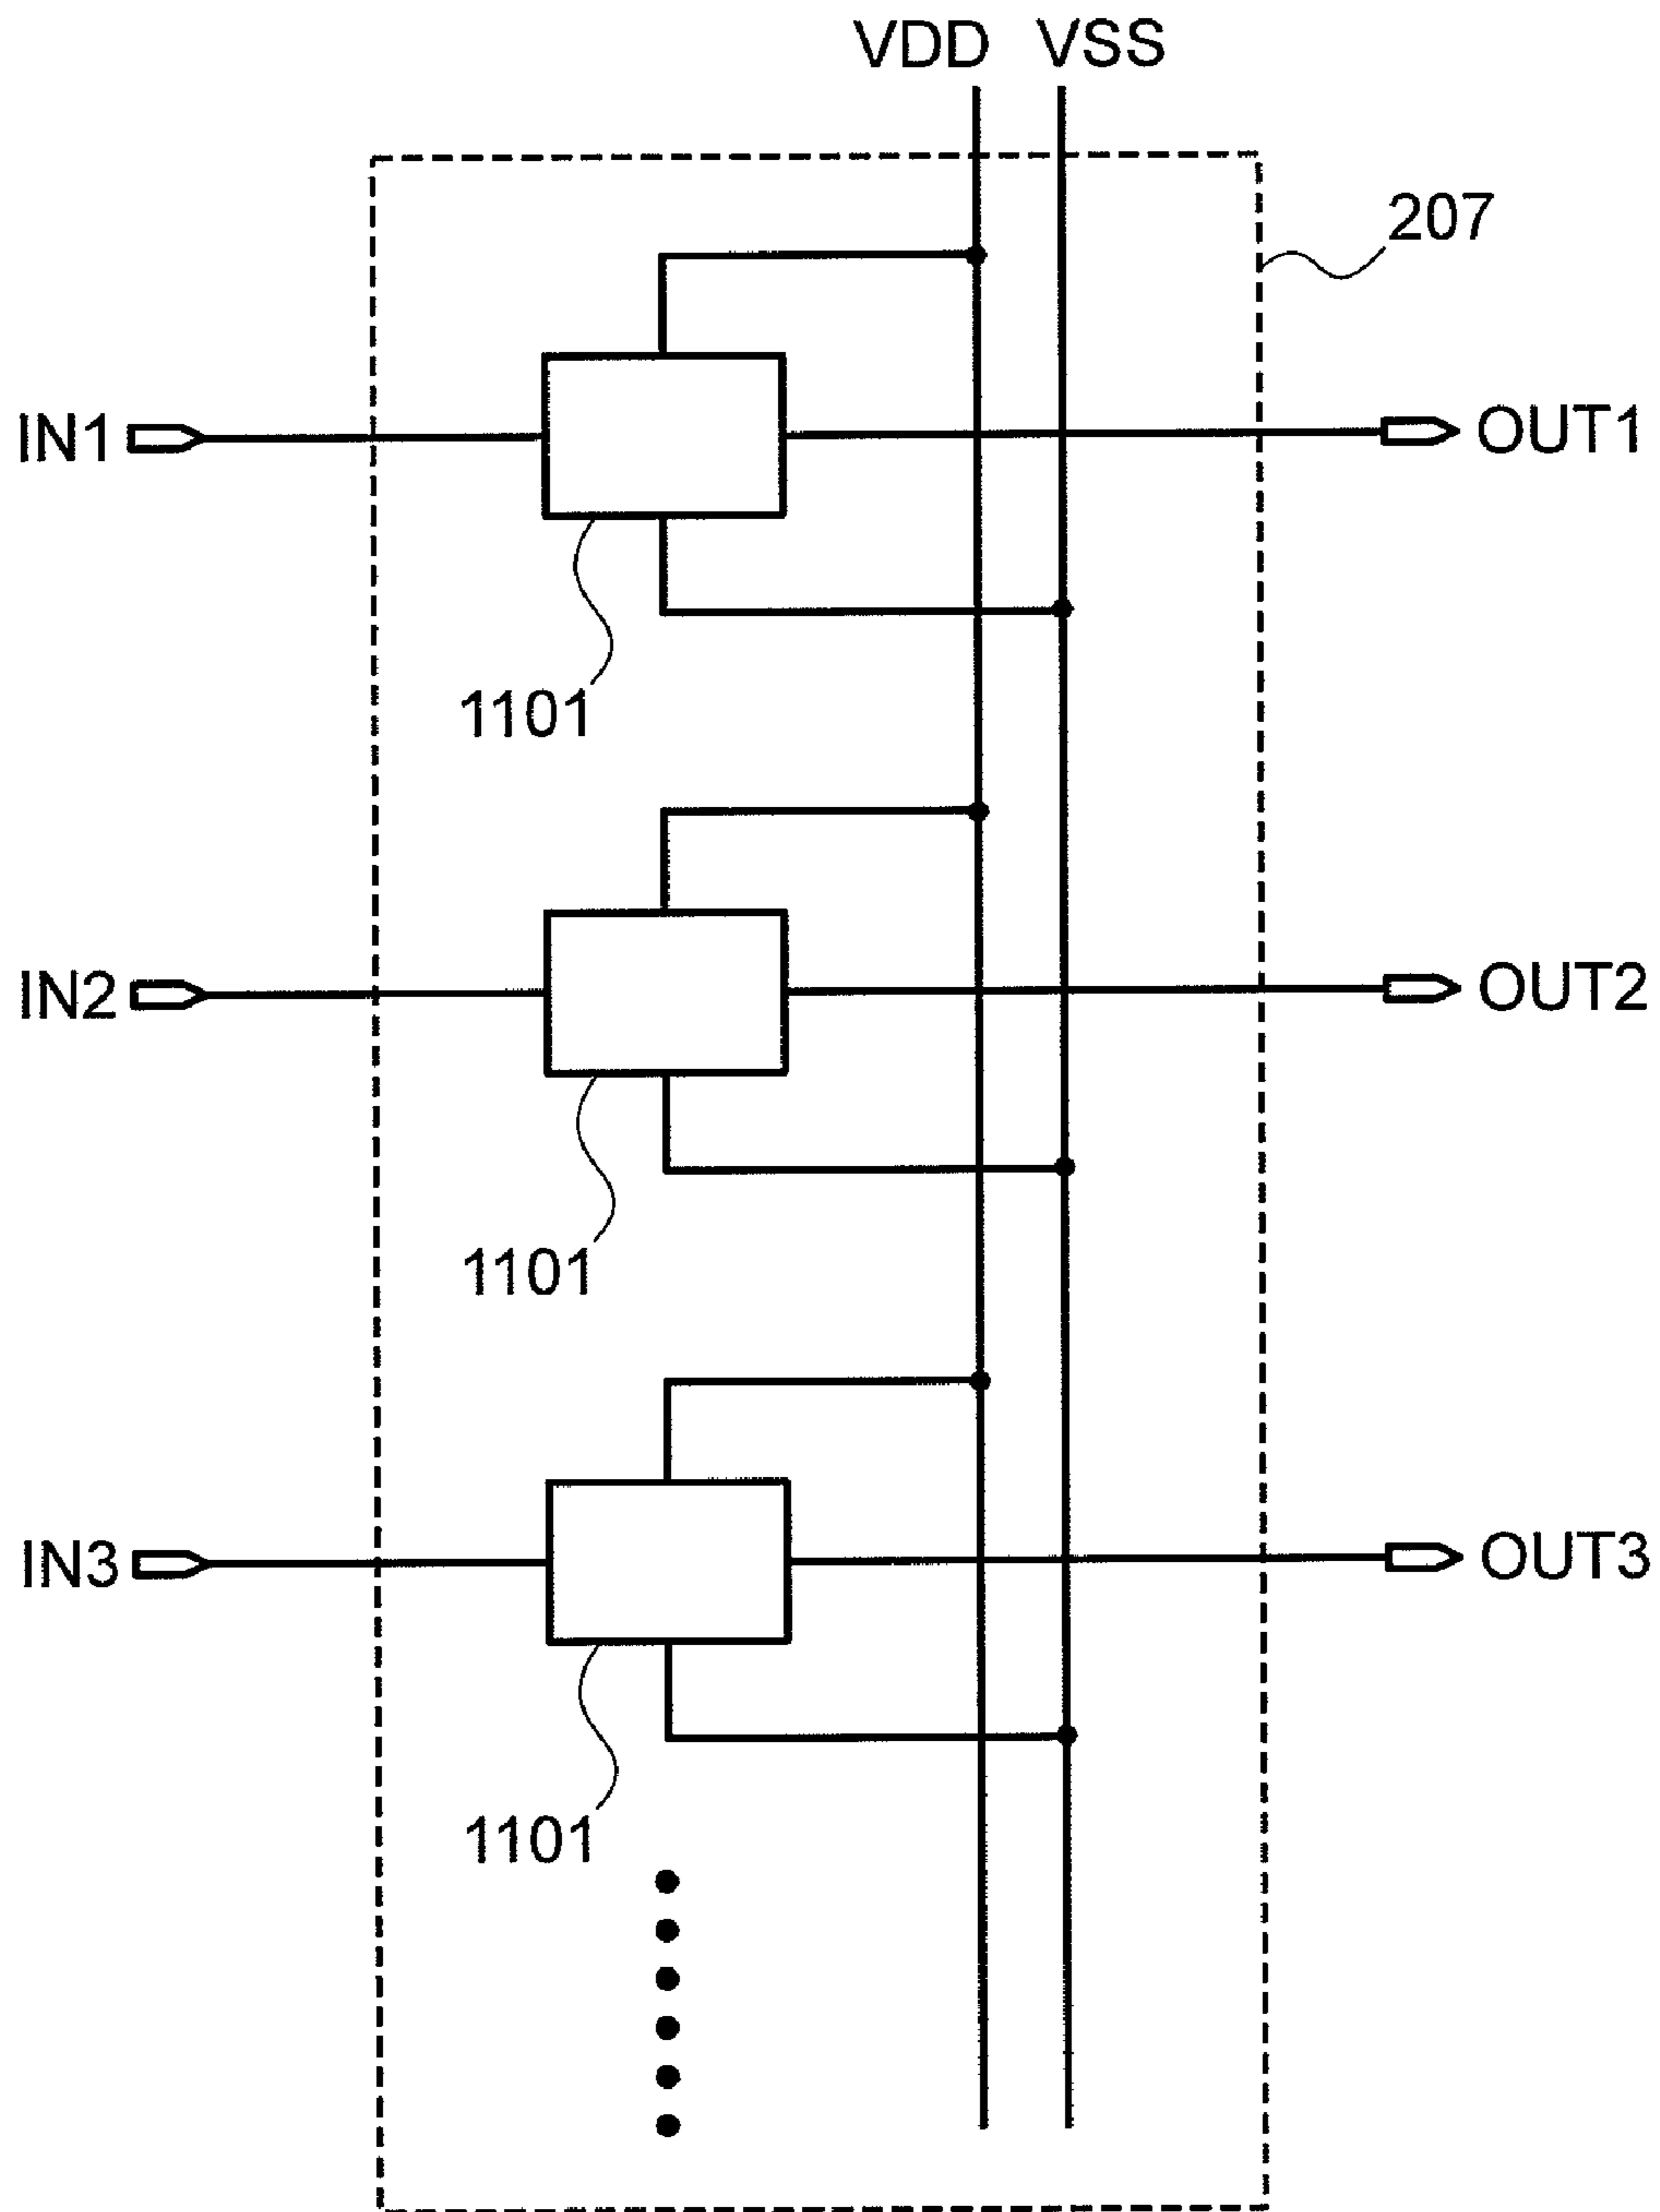 VDD VSS
207
IN1 OUT1
1101
IN2 OUT2
1101
IN3 OUT3
1101